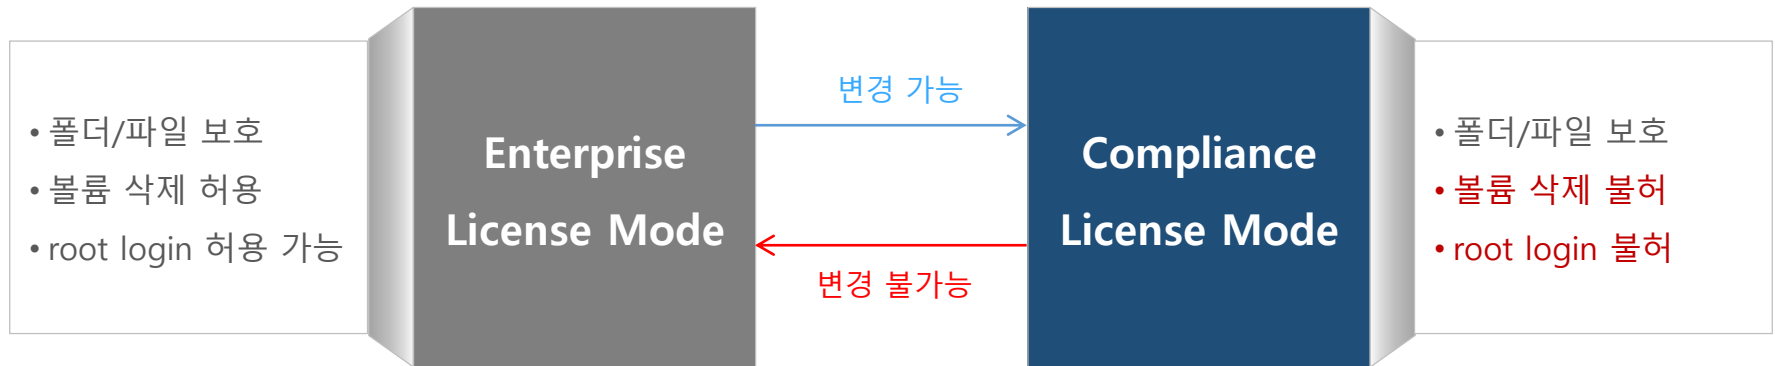 • 폴더/파일 보호
• 볼륨 삭제 허용
• root login 허용 가능
Enterprise
License Mode
변경 가능
변경 불가능
Compliance
License Mode
• 폴더/파일 보호
• 볼륨 삭제 불허
• root login 불허